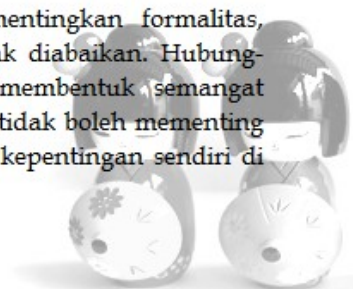 mentingkan formalitas,
k diabaikan. Hubung-
membentuk semangat
tidak boleh mementing
kepentingan sendiri di